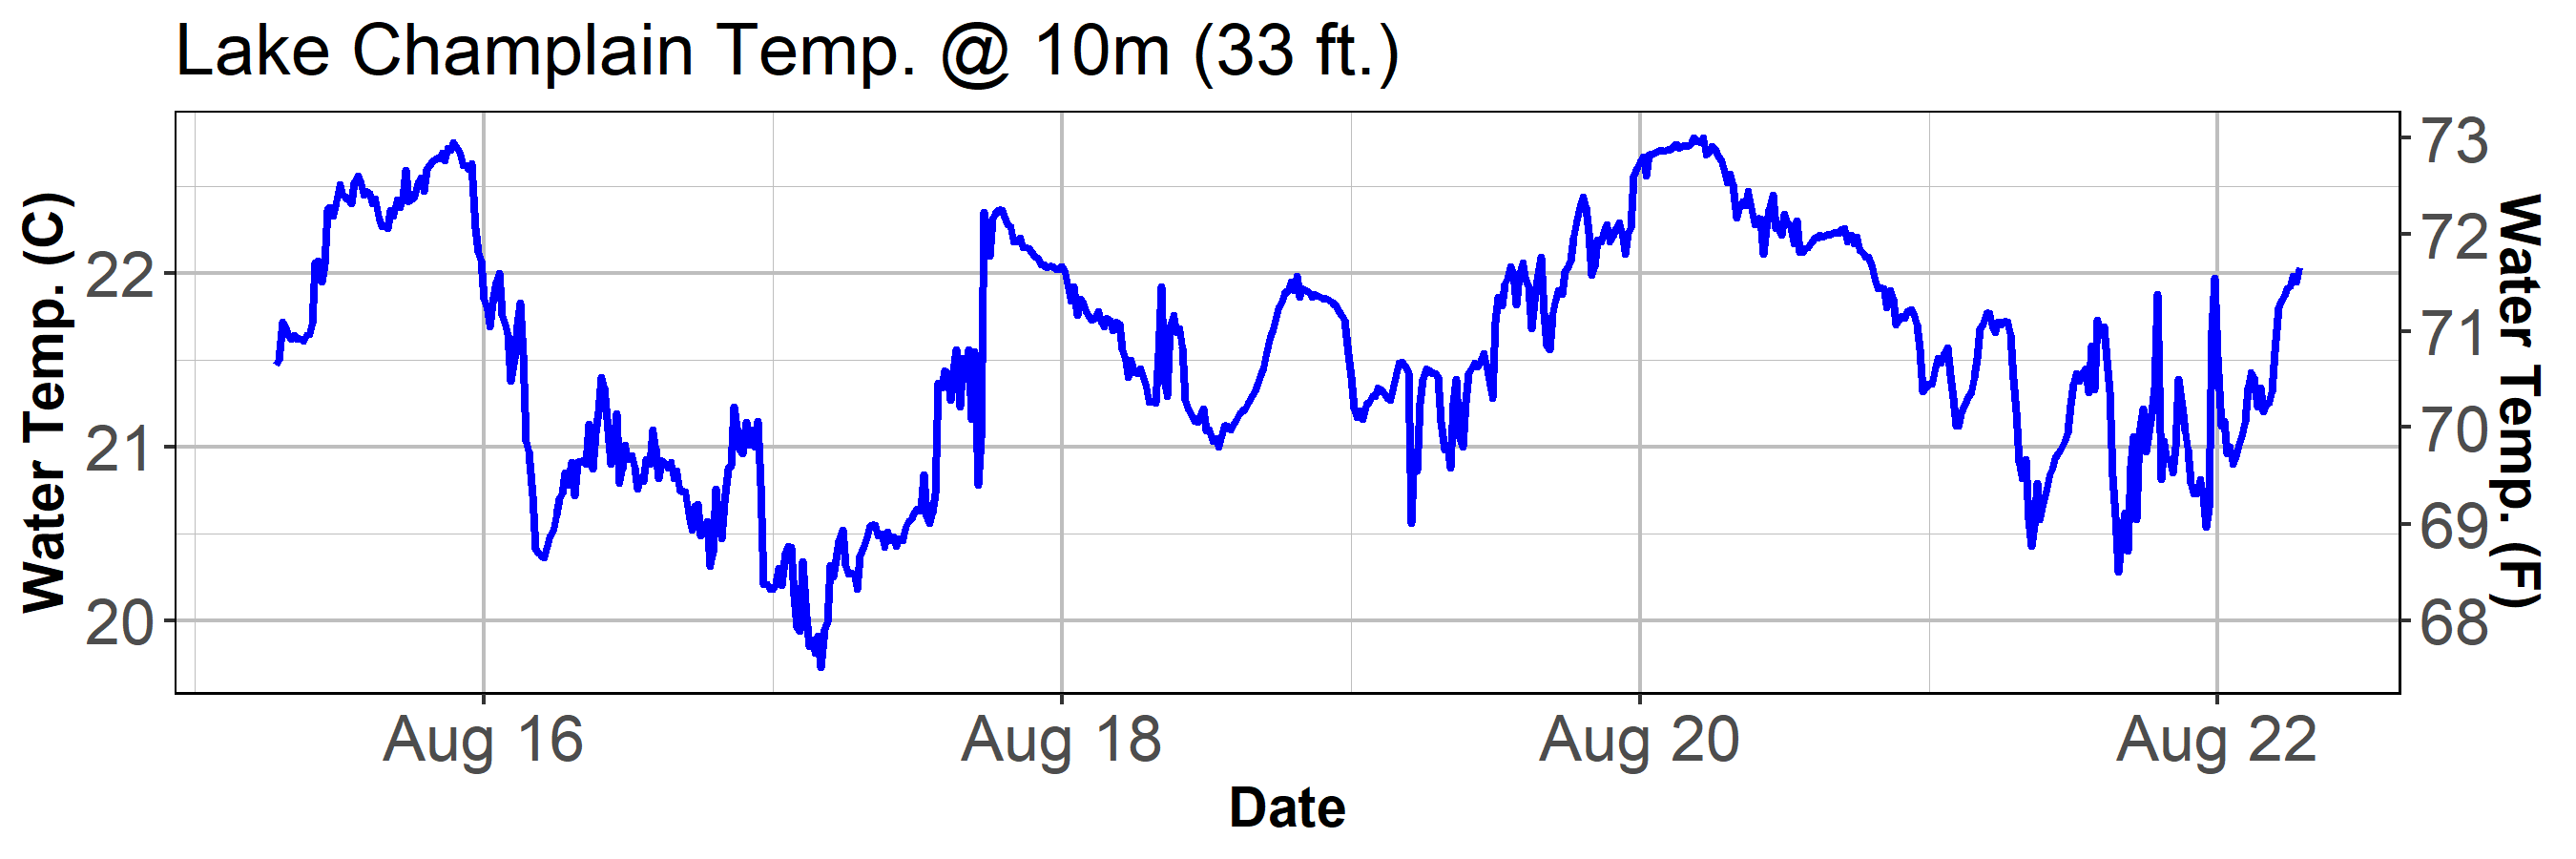 Lake Champlain Temp. @ 10m (33 ft.)
Water Temp. (C)
22
21
20
73
72
71
70
69
68
Water Temp. (F)
Aug 16
Aug 18
Aug 20
Aug 22
Date